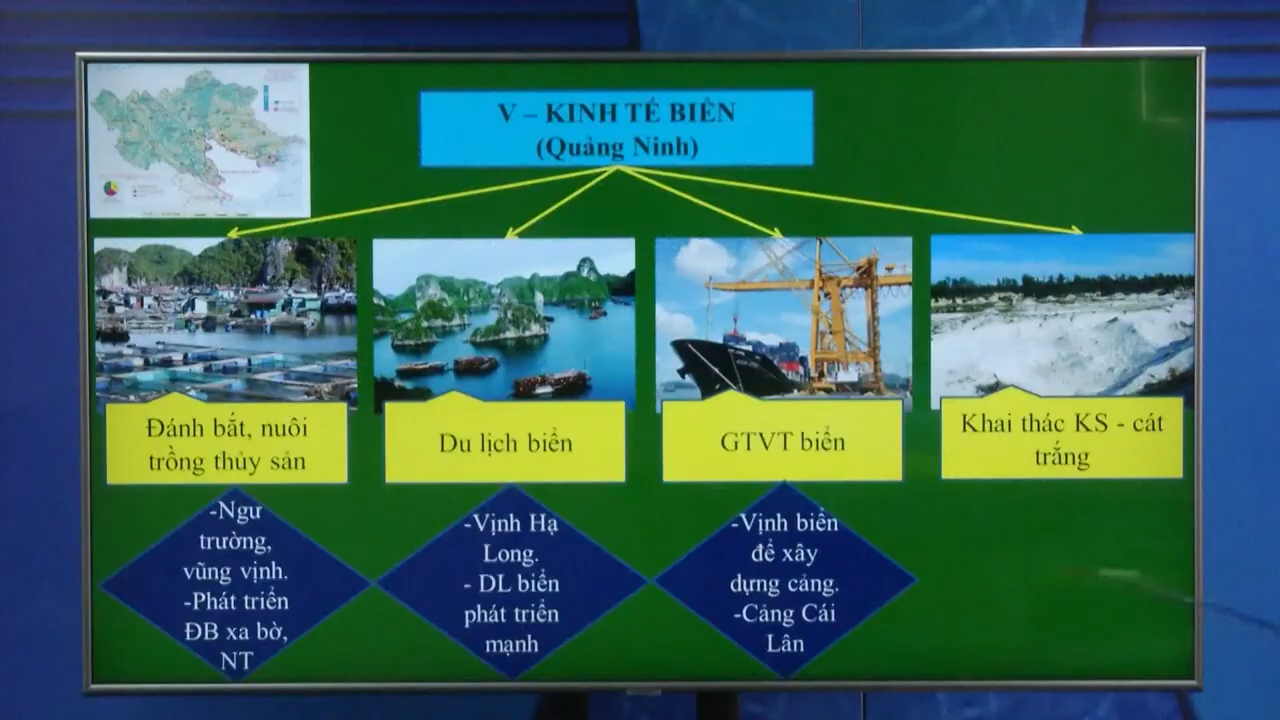 V – KINH TẾ BIỂN
(Quảng Ninh)
Đánh bắt, nuôi
trồng thủy sản
Du lịch biển
GTVT biển
Khai thác KS - cát
trắng
-Ngư
trường,
vũng vịnh.
-Phát triển
ĐB xa bờ,
NT
-Vịnh Hạ
Long.
- DL biển
phát triển
mạnh
-Vịnh biển
để xây
dựng cảng.
-Cảng Cái
Lân